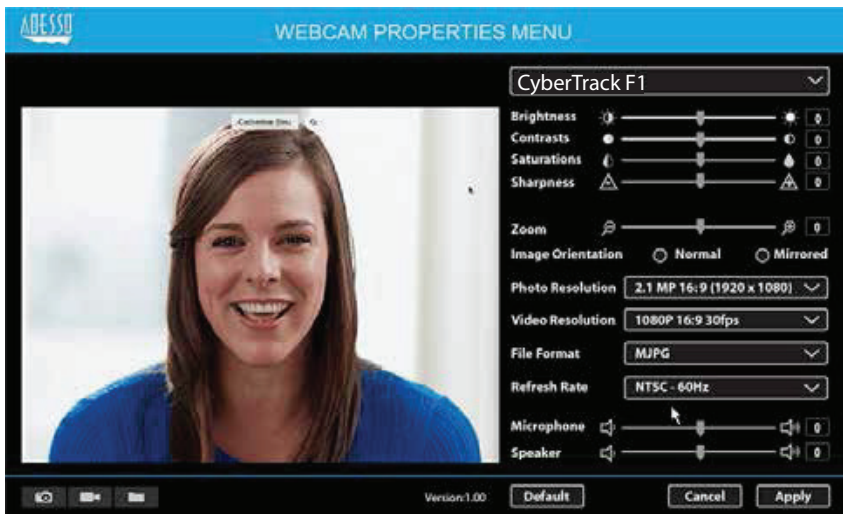 ADESSO
WEBCAM PROPERTIES MENU
CyberTrack F1
Brightness 0
Contrasts 0
Saturations 0
Sharpness 0
Zoom 0
Image Orientation Normal Mirrored
Photo Resolution 2.1 MP 16:9 (1920 x 1080)
Video Resolution 1080P 16:9 30fps
File Format MJPG
Refresh Rate NTSC - 60Hz
Microphone 0
Speaker 0
Version:1.00 Default Cancel Apply